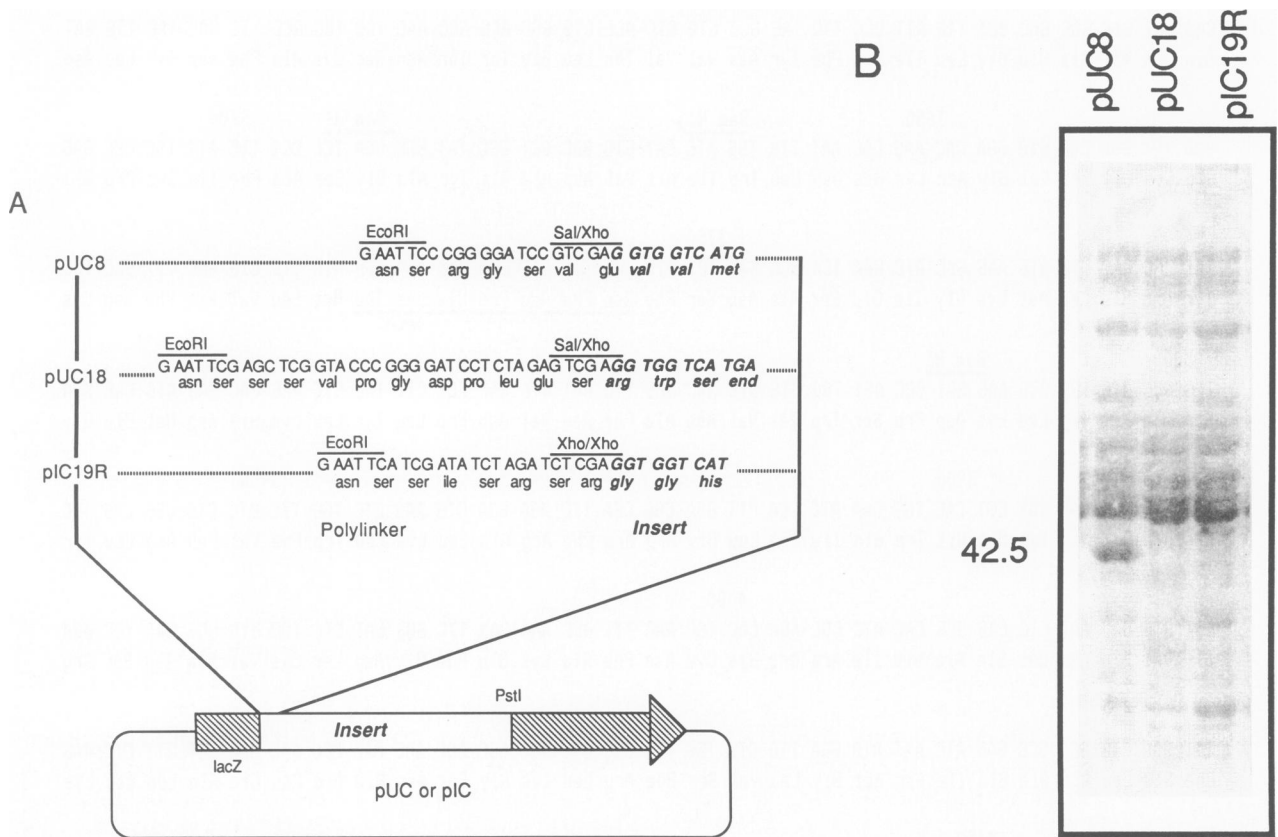 A
EcoRI Sal/Xho
pUC8 G AAT TCC CGG GGA TCC GTC GAG GTG GTC ATG
asn ser arg gly ser val glu val val met
EcoRI Sal/Xho
pUC18 G AAT TCG AGC TCG GTA CCC GGG GAT CCT CTA GAG TCG AGG TGG TCA TGA
asn ser ser ser val pro gly asp pro leu glu ser arg trp ser end
EcoRI Xho/Xho
pIC19R G AAT TCA TCG ATA TCT AGA TCT CGA GGT GGT CAT
asn ser ser ile ser arg ser arg gly gly his
Polylinker Insert
PstI
Insert
lacZ
pUC or pIC
B
pUC8
pUC18
pIC19R
42.5